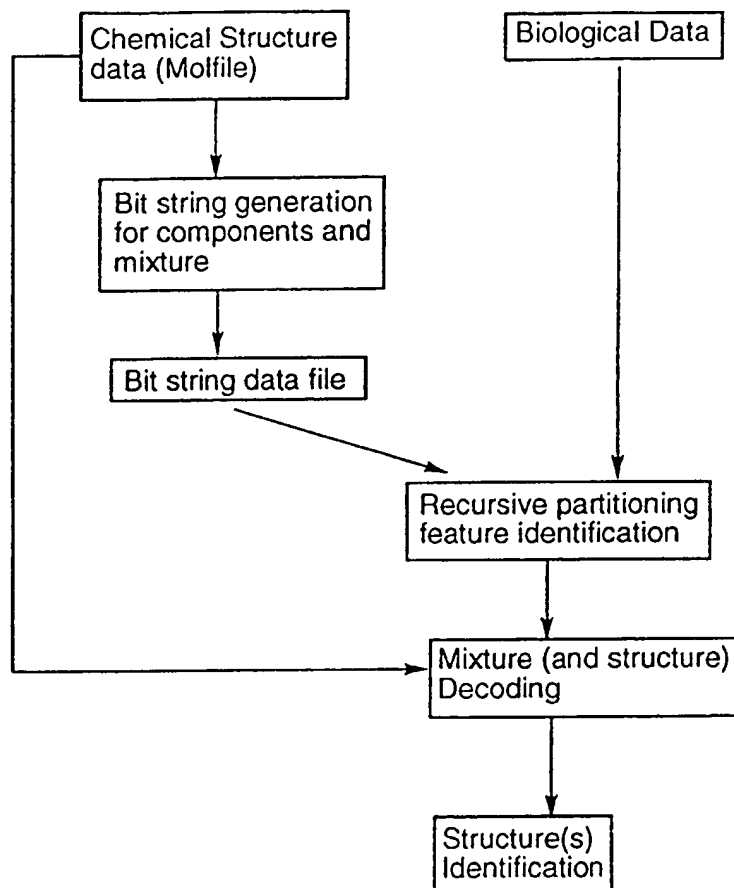 Chemical Structure
data (Molfile)
Biological Data
Bit string generation
for components and
mixture
Bit string data file
Recursive partitioning
feature identification
Mixture (and structure)
Decoding
Structure(s)
Identification